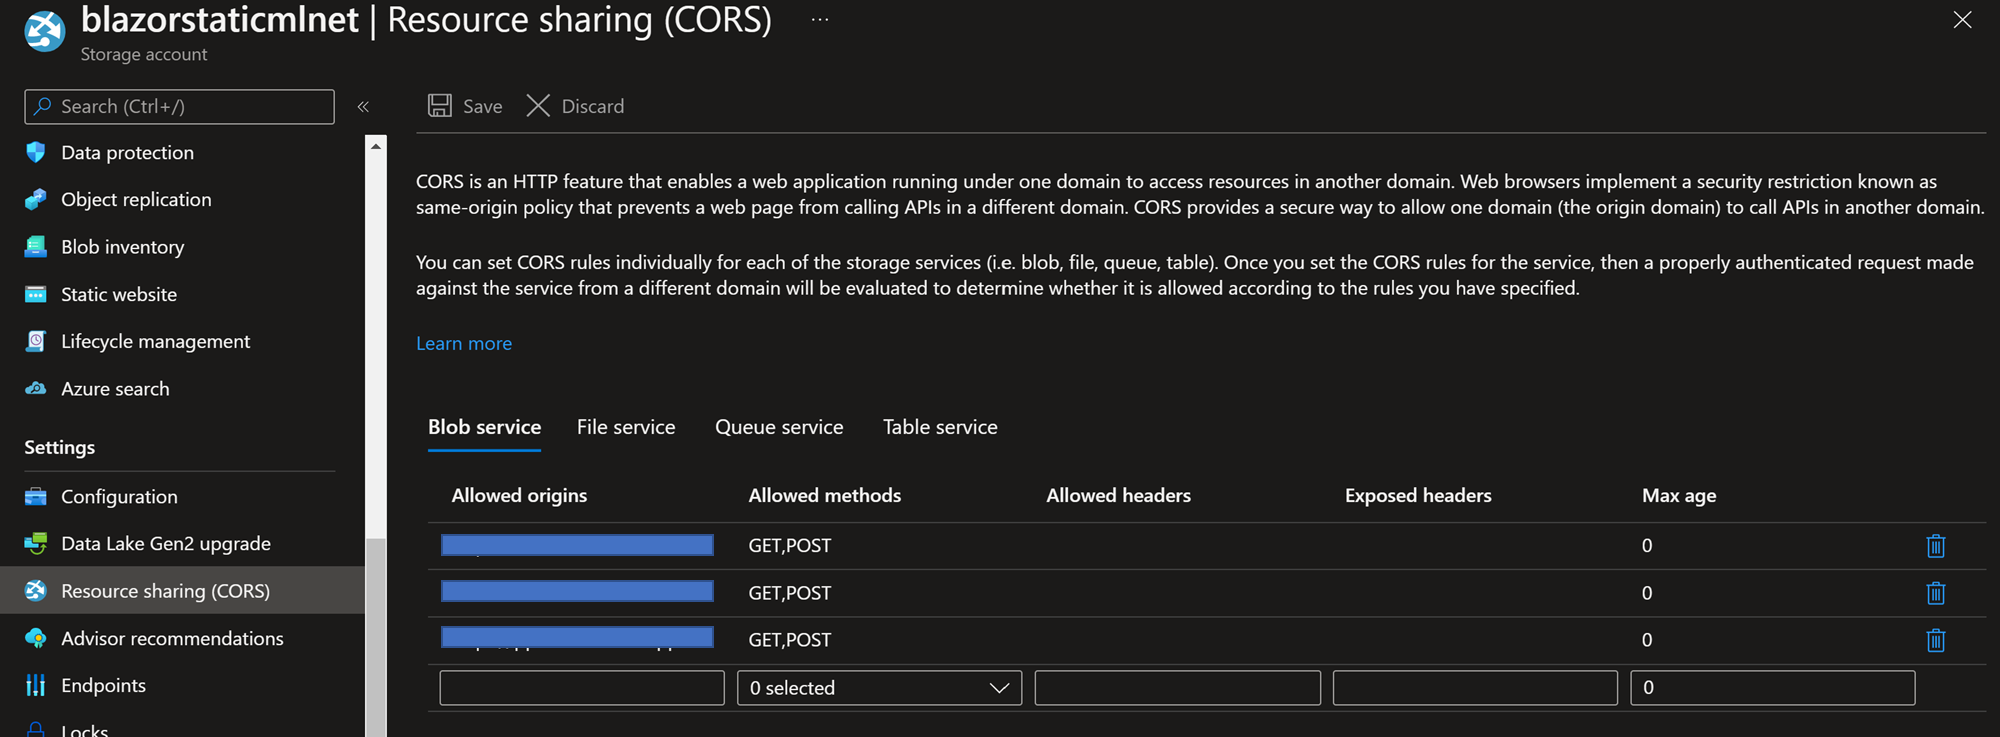 blazorstaticmlnet | Resource sharing (CORS) ...
Storage account
Search (Ctrl+/)
«
Data protection
Object replication
Blob inventory
Static website
Lifecycle management
Azure search
Settings
Configuration
Data Lake Gen2 upgrade
Resource sharing (CORS)
Advisor recommendations
Endpoints
Locks
Save Discard
CORS is an HTTP feature that enables a web application running under one domain to access resources in another domain. Web browsers implement a security restriction known as
same-origin policy that prevents a web page from calling APIs in a different domain. CORS provides a secure way to allow one domain (the origin domain) to call APIs in another domain.
You can set CORS rules individually for each of the storage services (i.e. blob, file, queue, table). Once you set the CORS rules for the service, then a properly authenticated request made
against the service from a different domain will be evaluated to determine whether it is allowed according to the rules you have specified.
Learn more
Blob service File service Queue service Table service
Allowed origins Allowed methods Allowed headers Exposed headers Max age
GET,POST 0
GET,POST 0
GET,POST 0
0 selected 0